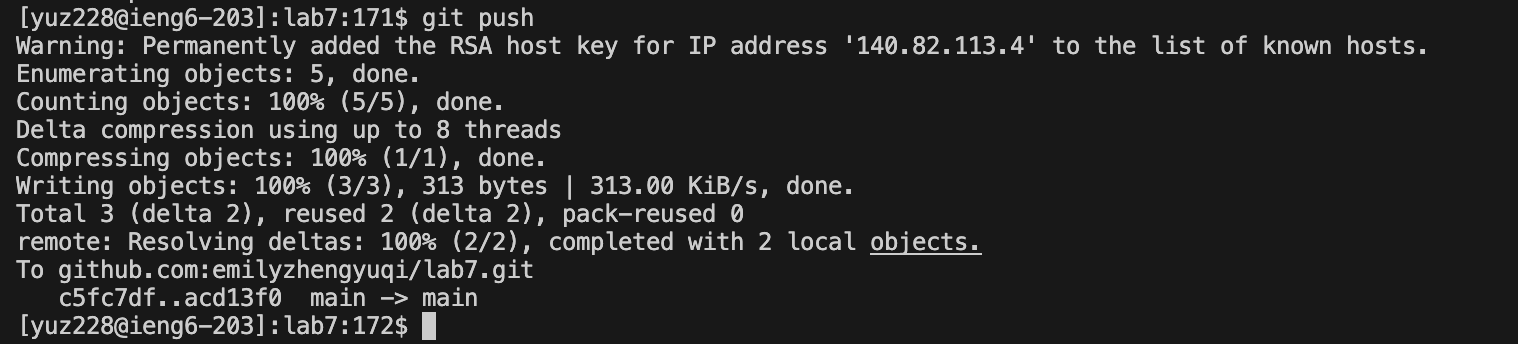 [yuz228@ieng6-203]:lab7:171$ git push
Warning: Permanently added the RSA host key for IP address '140.82.113.4' to the list of known hosts.
Enumerating objects: 5, done.
Counting objects: 100% (5/5), done.
Delta compression using up to 8 threads
Compressing objects: 100% (1/1), done.
Writing objects: 100% (3/3), 313 bytes | 313.00 KiB/s, done.
Total 3 (delta 2), reused 2 (delta 2), pack-reused 0
remote: Resolving deltas: 100% (2/2), completed with 2 local objects.
To github.com:emilyzhengyuqi/lab7.git
   c5fc7df..acd13f0  main -> main
[yuz228@ieng6-203]:lab7:172$